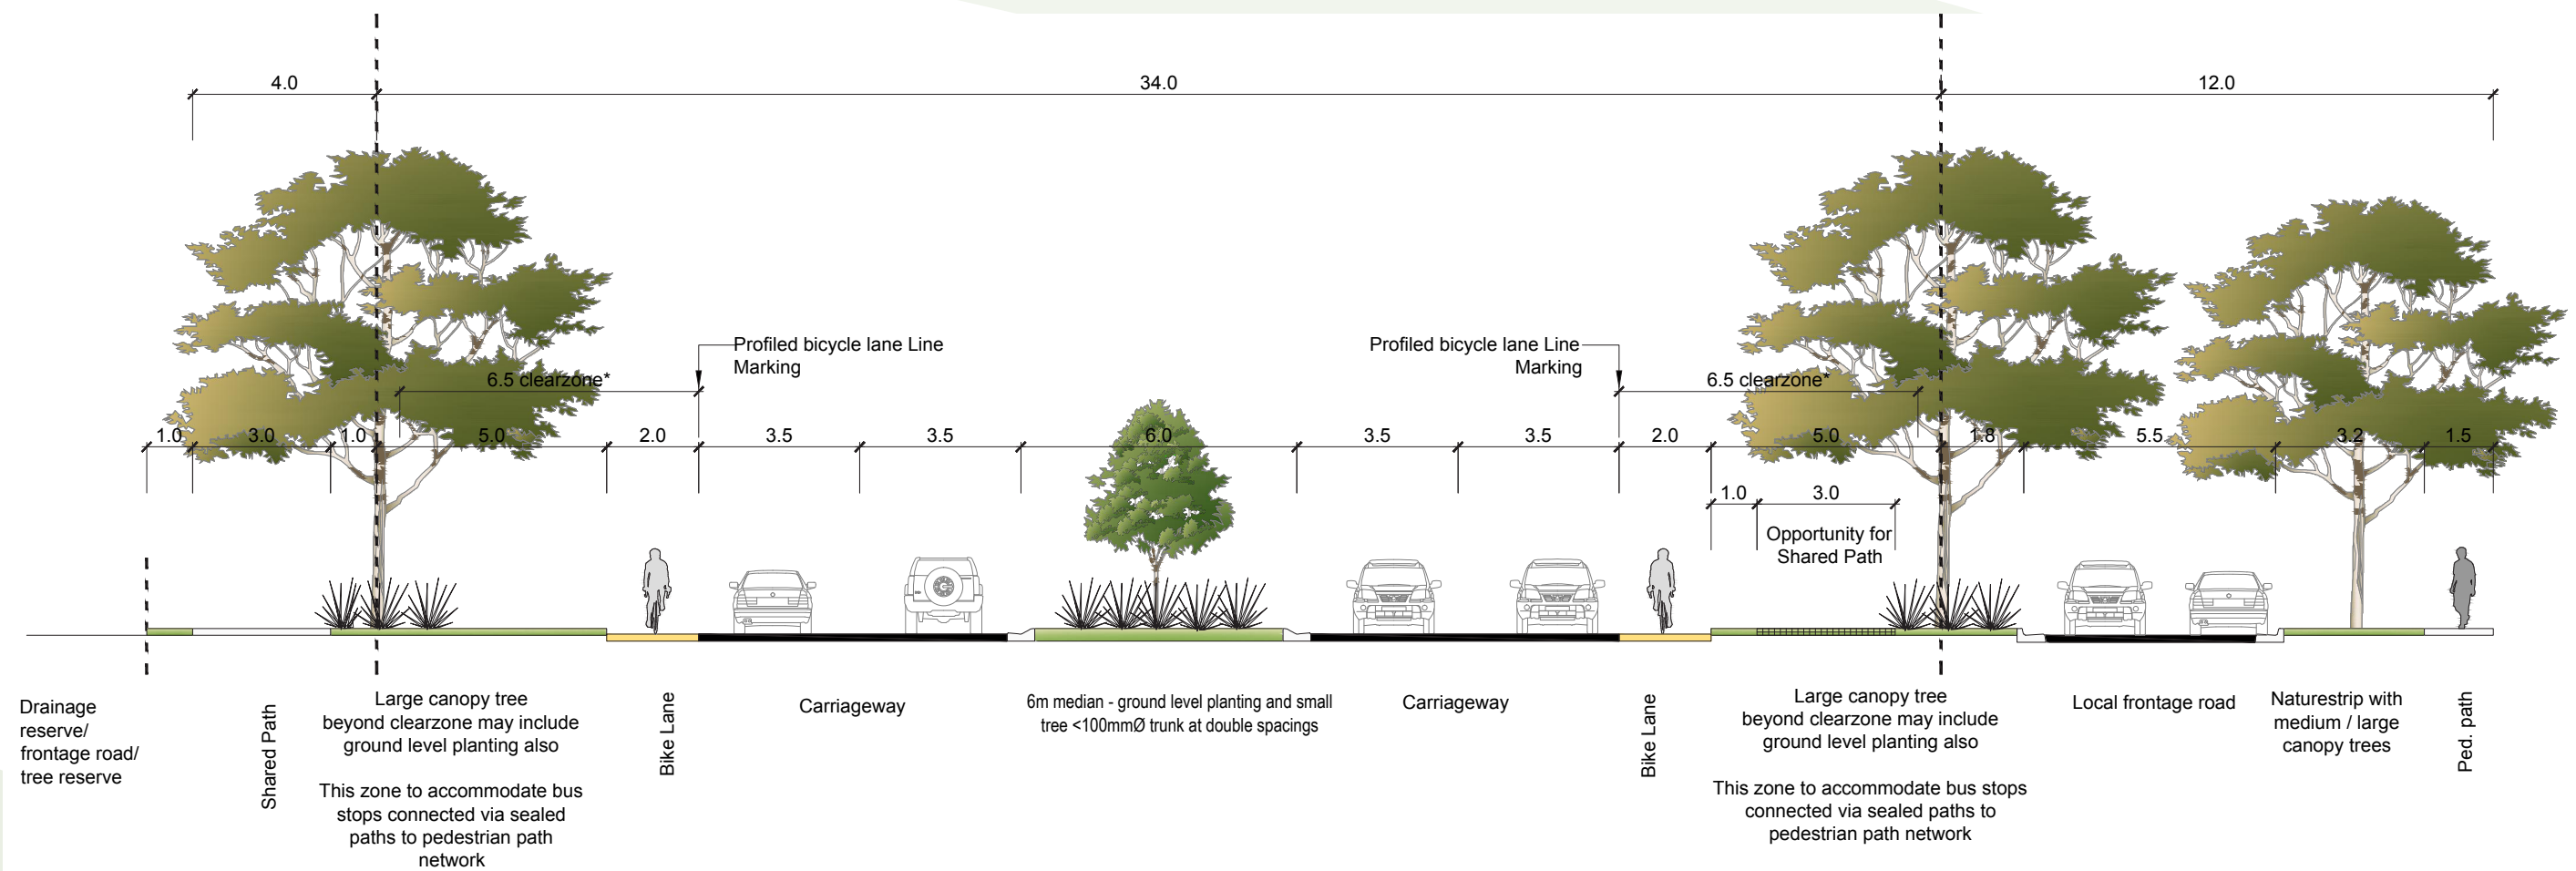 4.0
34.0
12.0
Profiled bicycle lane Line
Marking
Profiled bicycle lane Line
Marking
6.5 clearzone*
6.5 clearzone*
1.0
3.0
1.0
5.0
2.0
3.5
3.5
6.0
3.5
3.5
2.0
5.0
1.8
5.5
3.2
1.5
1.0
3.0
Opportunity for
Shared Path
Drainage
reserve/
frontage road/
tree reserve
Shared Path
Large canopy tree
beyond clearzone may include
ground level planting also
This zone to accommodate bus
stops connected via sealed
paths to pedestrian path
network
Bike Lane
Carriageway
6m median - ground level planting and small
tree <100mmØ trunk at double spacings
Carriageway
Bike Lane
Large canopy tree
beyond clearzone may include
ground level planting also
This zone to accommodate bus stops
connected via sealed paths to
pedestrian path network
Local frontage road
Naturestrip with
medium / large
canopy trees
Ped. path